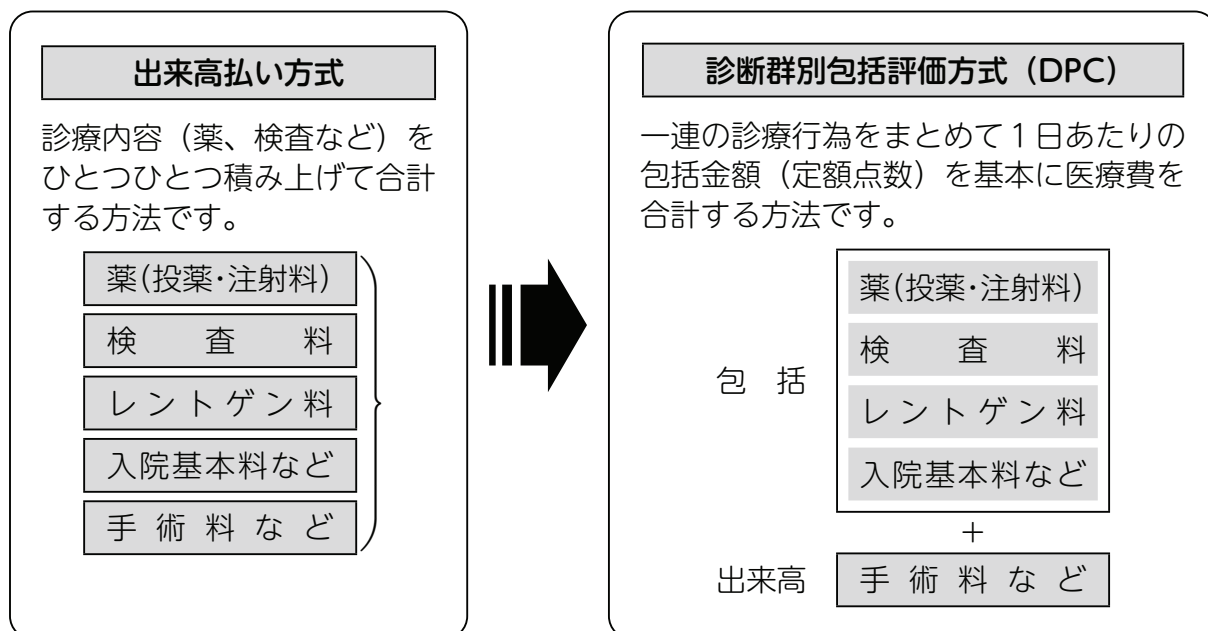 出来高払い方式
診療内容（薬、検査など）を
ひとつひとつ積み上げて合計
する方法です。
薬(投薬・注射料)
検査料
レントゲン料
入院基本料など
手術料など
診断群別包括評価方式（DPC）
一連の診療行為をまとめて１日あたりの
包括金額（定額点数）を基本に医療費を
合計する方法です。
包括
薬(投薬・注射料)
検査料
レントゲン料
入院基本料など
＋
出来高
手術料など